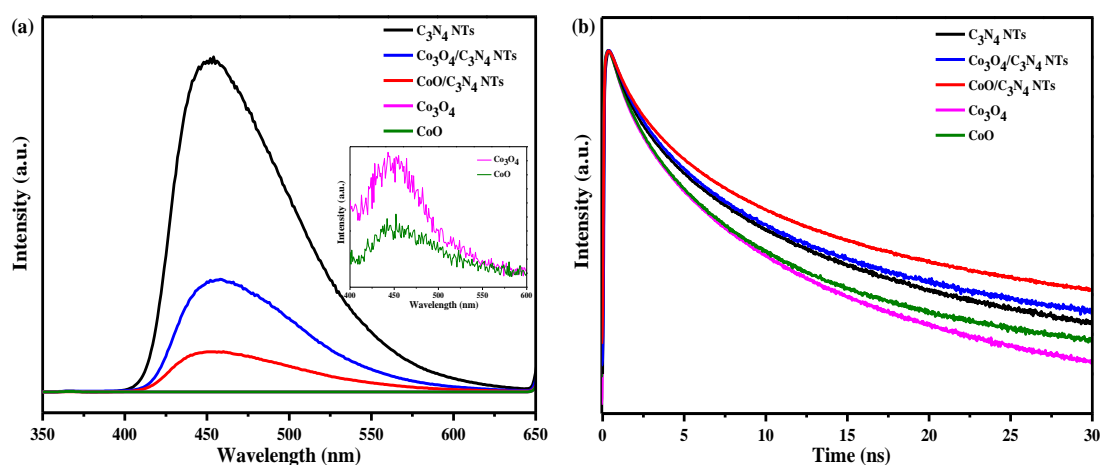 (a)
C₃N₄ NTs
Co₃O₄/C₃N₄ NTs
CoO/C₃N₄ NTs
Co₃O₄
CoO
Intensity (a.u.)
Co₃O₄
CoO
Intensity (a.u.)
400 450 500 550 600
Wavelength (nm)
350 400 450 500 550 600 650
Wavelength (nm)
(b)
C₃N₄ NTs
Co₃O₄/C₃N₄ NTs
CoO/C₃N₄ NTs
Co₃O₄
CoO
Intensity (a.u.)
0 5 10 15 20 25 30
Time (ns)